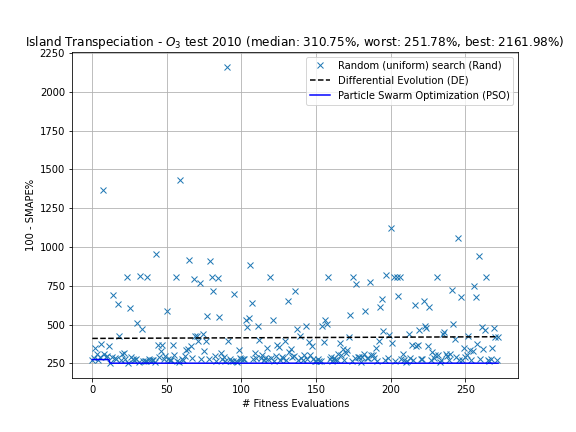 Island Transpeciation - O3 test 2010 (median: 310.75%, worst: 251.78%, best: 2161.98%)
2250
2000
1750
1500
1250
1000
750
500
250
100 - SMAPE%
Random (uniform) search (Rand)
Differential Evolution (DE)
Particle Swarm Optimization (PSO)
0 50 100 150 200 250
# Fitness Evaluations